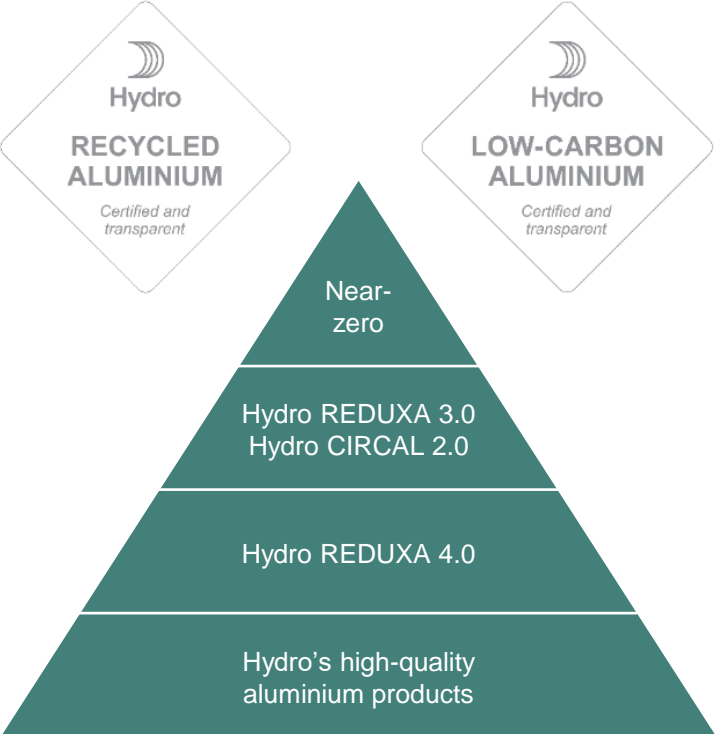 Hydro
RECYCLED
ALUMINIUM
Certified and
transparent
Hydro
LOW-CARBON
ALUMINIUM
Certified and
transparent
Near-
zero
Hydro REDUXA 3.0
Hydro CIRCAL 2.0
Hydro REDUXA 4.0
Hydro’s high-quality
aluminium products